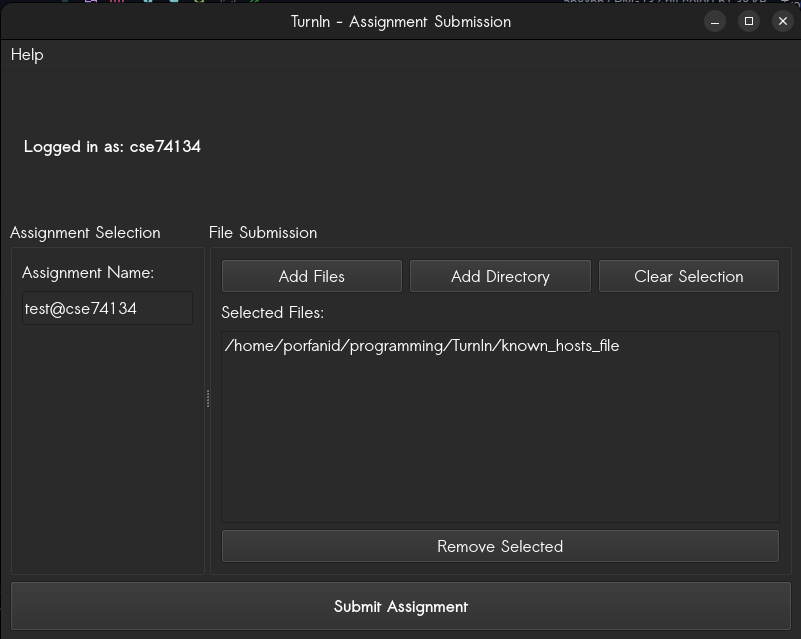 TurnIn - Assignment Submission
Help
Logged in as: cse74134
Assignment Selection
File Submission
Assignment Name:
test@cse74134
Add Files
Add Directory
Clear Selection
Selected Files:
/home/porfanid/programming/TurnIn/known_hosts_file
Remove Selected
Submit Assignment